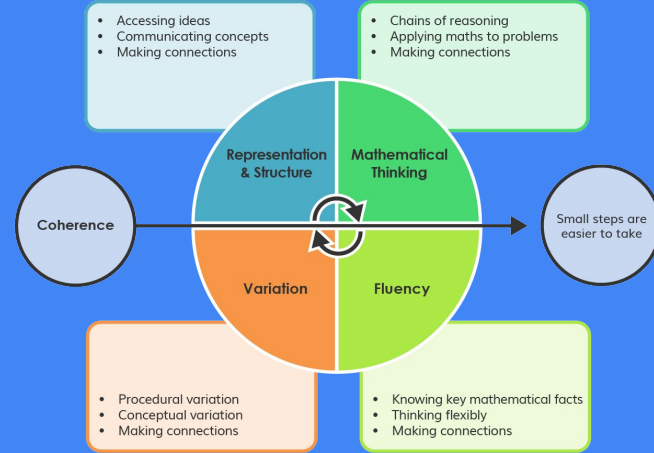 • Accessing ideas
• Communicating concepts
• Making connections
• Chains of reasoning
• Applying maths to problems
• Making connections
Representation
& Structure
Mathematical
Thinking
Coherence
Small steps are
easier to take
Variation
Fluency
• Procedural variation
• Conceptual variation
• Making connections
• Knowing key mathematical facts
• Thinking flexibly
• Making connections